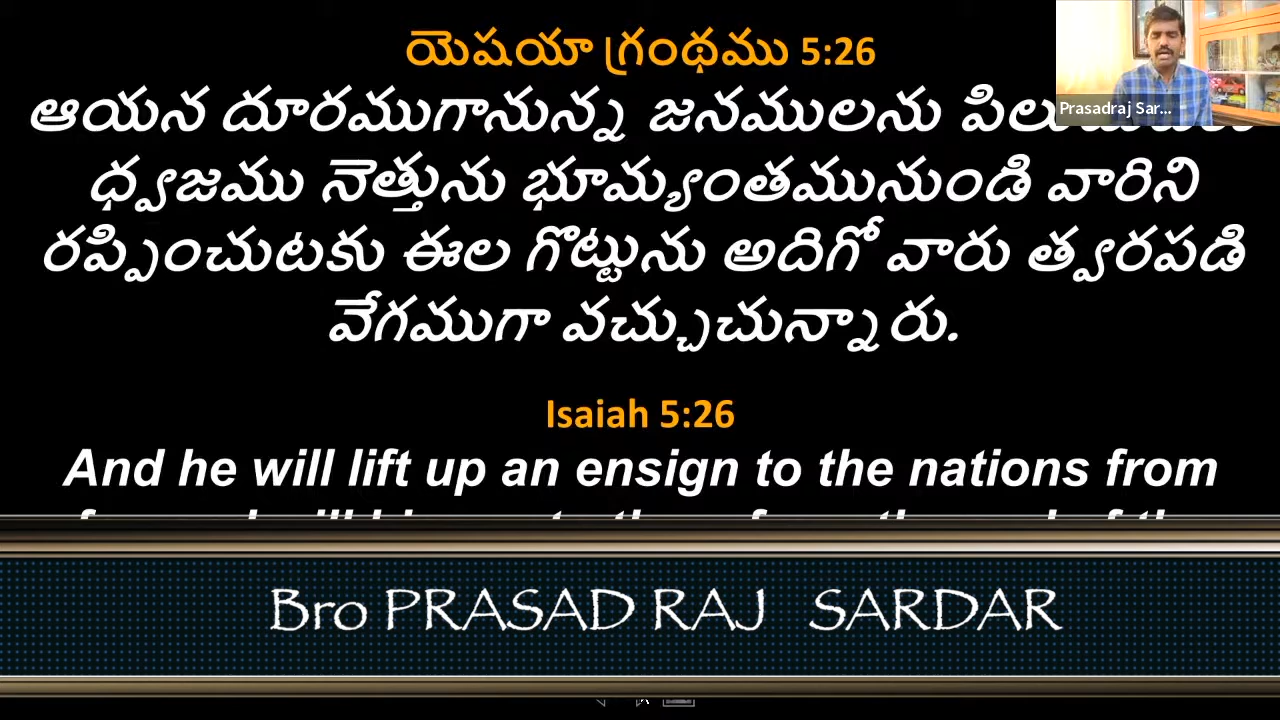 యెషయా గ్రంథము 5:26
Prasadraj Sar...
ఆయన దూరముగానున్న జనములను
ధ్వజము నెత్తును భూమ్యంతమునుండి వారిని
రప్పించుటకు ఈల గొట్టును అదిగో వారు త్వరపడి
వేగముగా వచ్చుచున్నారు.
Isaiah 5:26
And he will lift up an ensign to the nations from
Bro PRASAD RAJ SARDAR